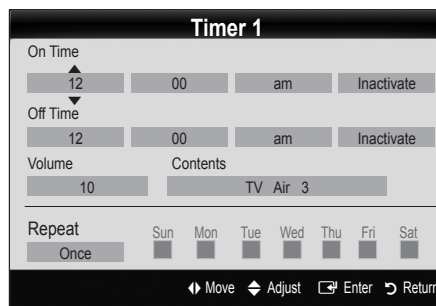 Timer 1
On Time
12 00 am Inactivate
Off Time
12 00 am Inactivate
Volume Contents
10 TV Air 3
Repeat Sun Mon Tue Wed Thu Fri Sat
Once
Move Adjust Enter Return